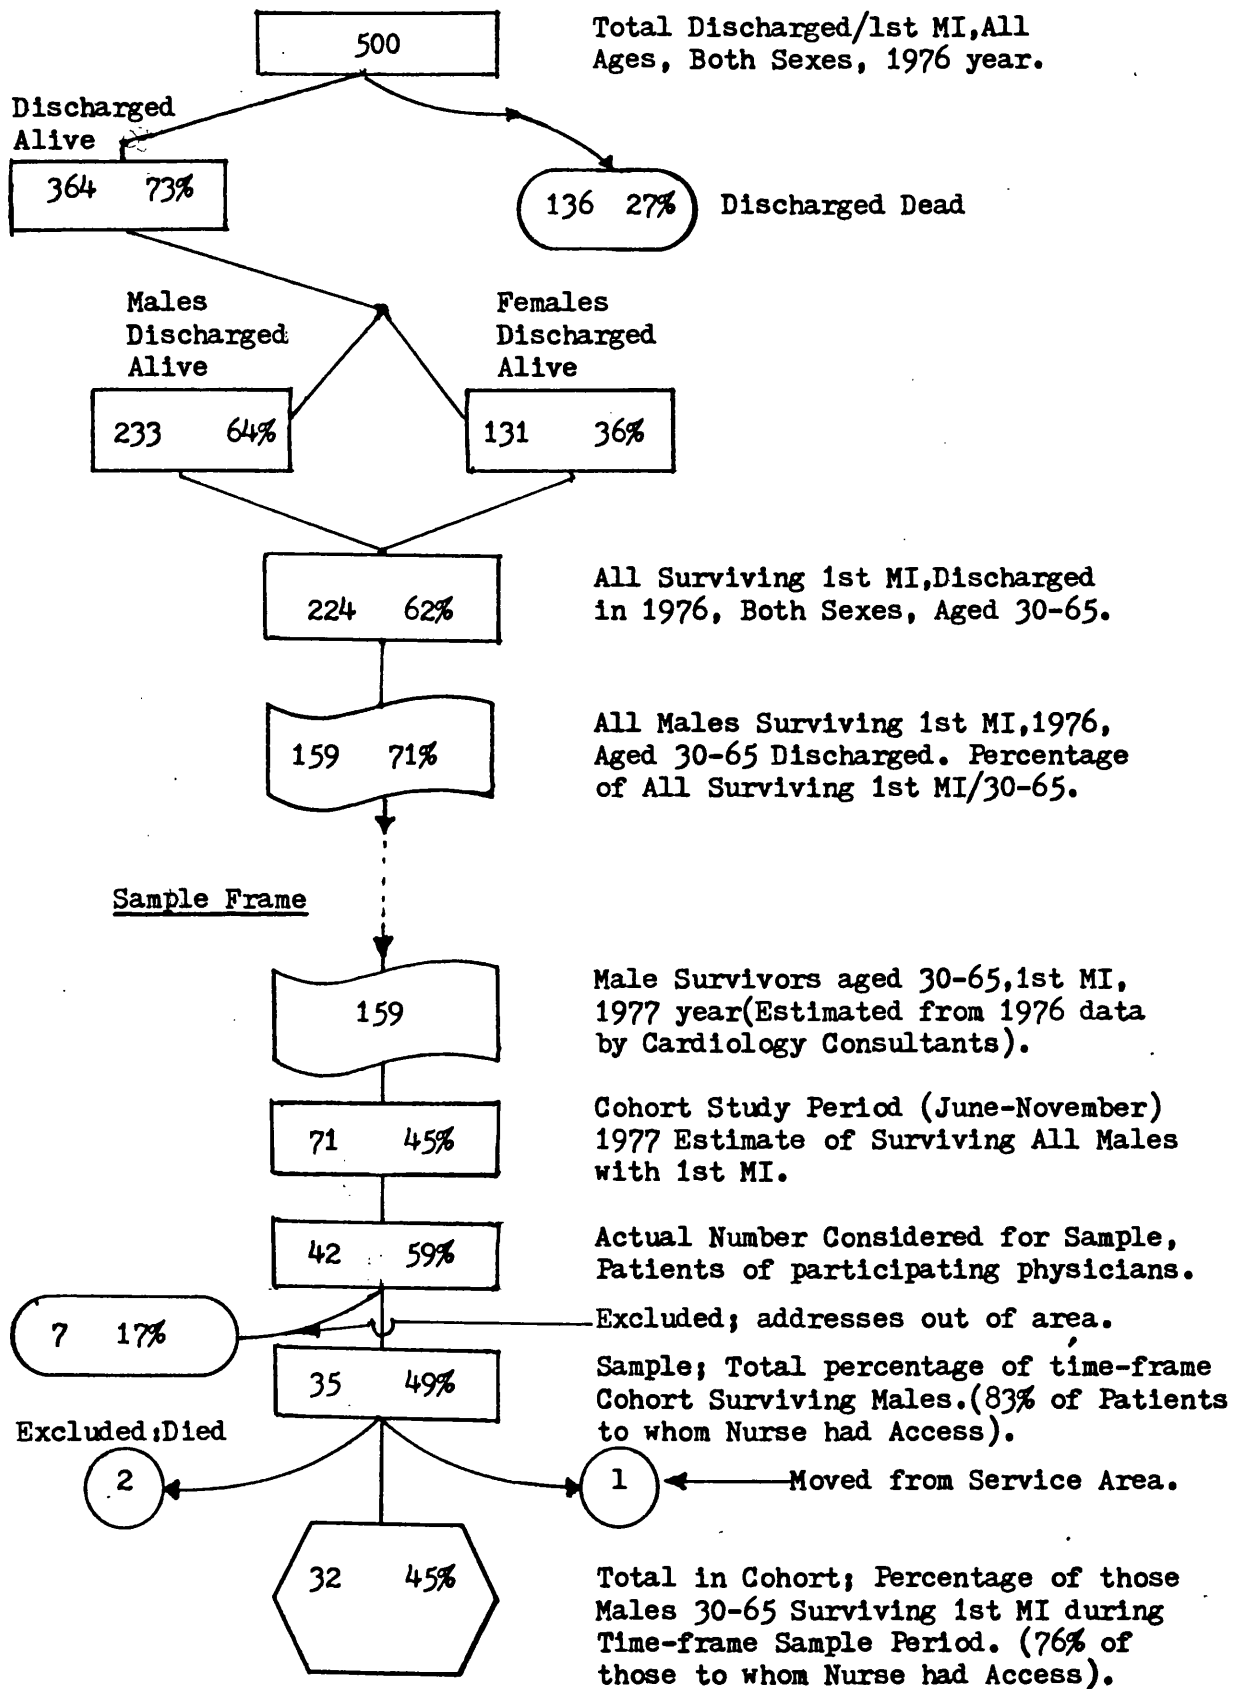 500
Total Discharged/1st MI,All
Ages, Both Sexes, 1976 year.
Discharged
Alive
364 73%
136 27%
Discharged Dead
Males
Discharged
Alive
Females
Discharged
Alive
233 64%
131 36%
224 62%
All Surviving 1st MI,Discharged
in 1976, Both Sexes, Aged 30-65.
159 71%
All Males Surviving 1st MI,1976,
Aged 30-65 Discharged. Percentage
of All Surviving 1st MI/30-65.
Sample Frame
159
Male Survivors aged 30-65,1st MI,
1977 year(Estimated from 1976 data
by Cardiology Consultants).
71 45%
Cohort Study Period (June-November)
1977 Estimate of Surviving All Males
with 1st MI.
42 59%
Actual Number Considered for Sample,
Patients of participating physicians.
7 17%
Excluded; addresses out of area.
35 49%
Sample; Total percentage of time-frame
Cohort Surviving Males.(83% of Patients
to whom Nurse had Access).
Excluded;Died
2
1
Moved from Service Area.
32 45%
Total in Cohort; Percentage of those
Males 30-65 Surviving 1st MI during
Time-frame Sample Period. (76% of
those to whom Nurse had Access).